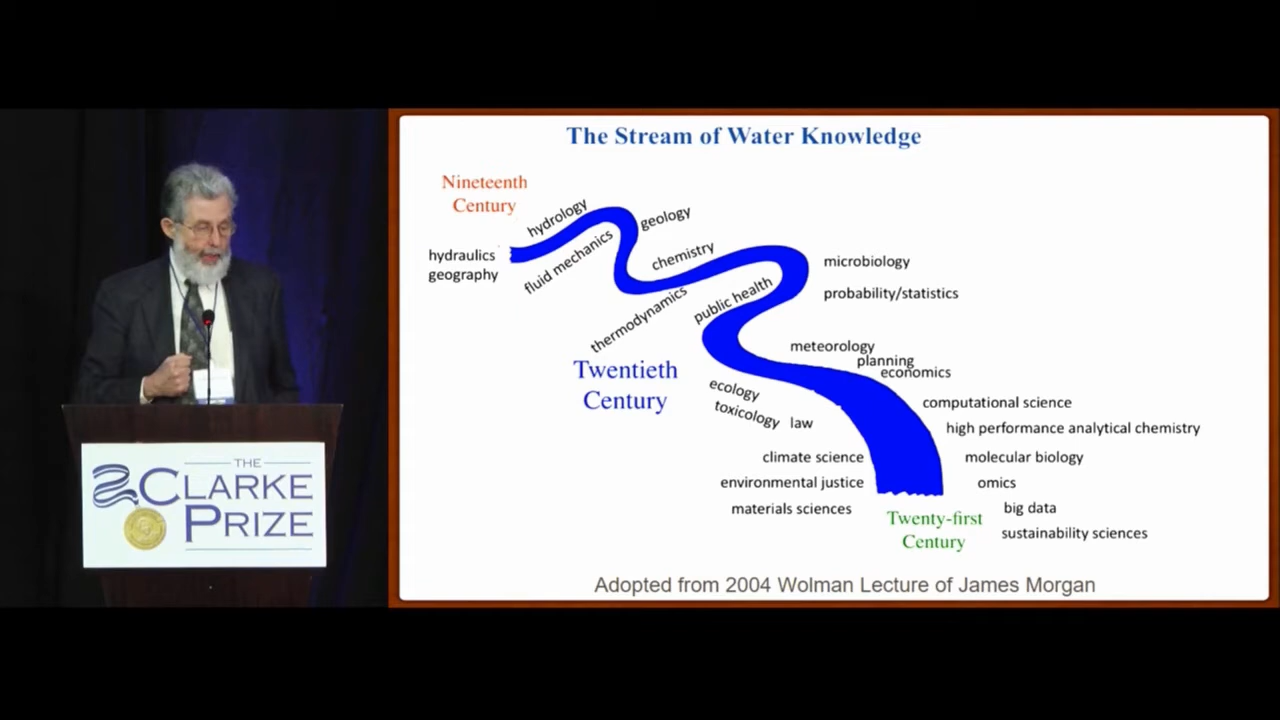 The Stream of Water Knowledge
Nineteenth
Century
hydraulics
geography
hydrology
fluid mechanics
geology
chemistry
thermodynamics
public health
microbiology
probability/statistics
Twentieth
Century
meteorology
planning
economics
ecology
toxicology
law
computational science
high performance analytical chemistry
climate science
environmental justice
materials sciences
molecular biology
omics
big data
sustainability sciences
Twenty-first
Century
Adopted from 2004 Wolman Lecture of James Morgan
THE
CLARKE
PRIZE